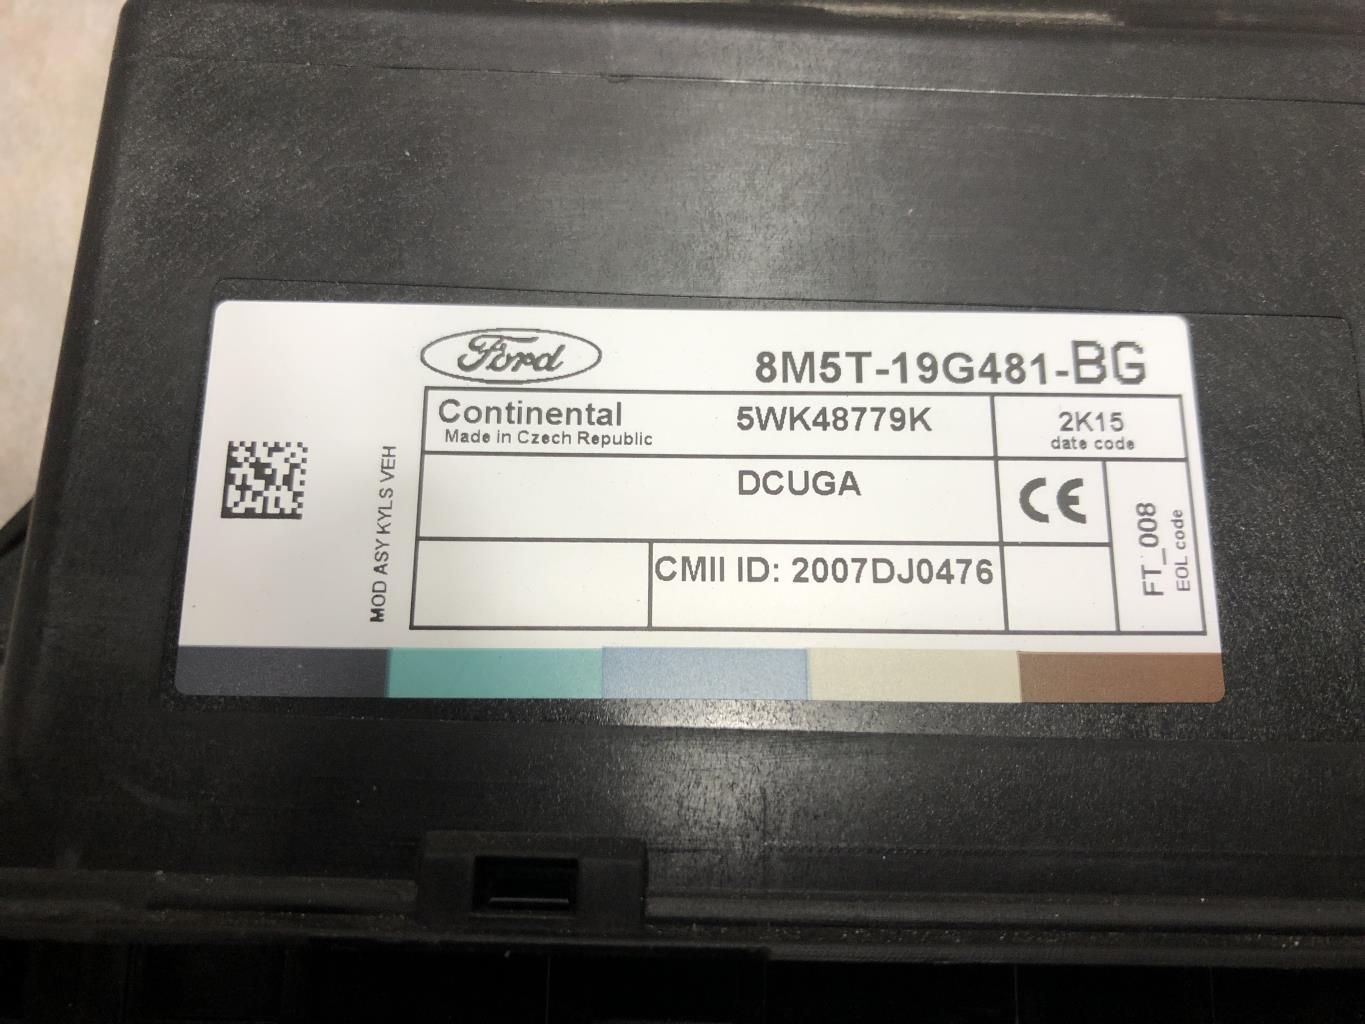 Ford
8M5T-19G481-BG
Continental
Made in Czech Republic
5WK48779K
2K15
date code
DCUGA
CE
FT_008
EOL code
CMII ID: 2007DJ0476
MOD ASY KYLS VEH